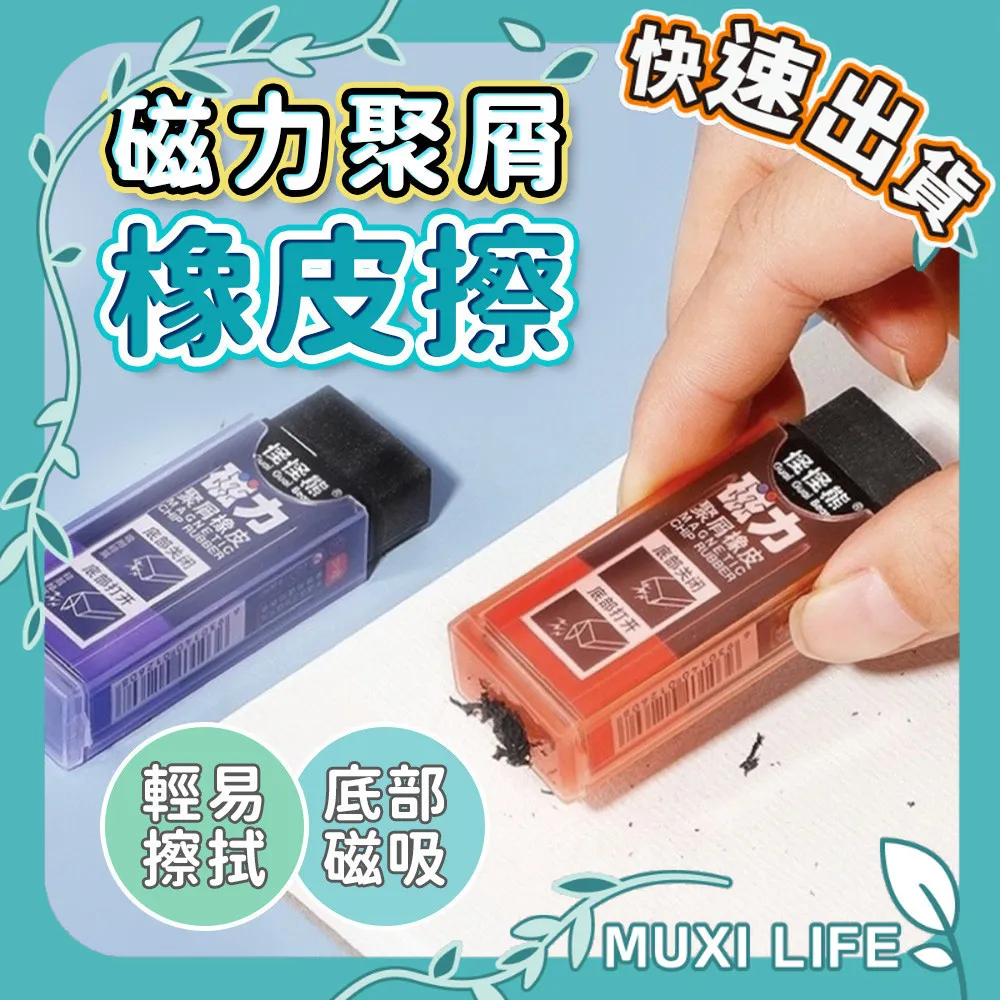 快速出貨
磁力聚屑
橡皮擦
怪怪熊®
磁力
聚屑橡皮
MAGNETIC
CHIP RUBBER
底部关闭
底部打开
怪怪熊®
磁力
聚屑橡皮
MAGNETIC
CHIP RUBBER
底部关闭
底部打开
輕易
擦拭
底部
磁吸
MUXI LIFE